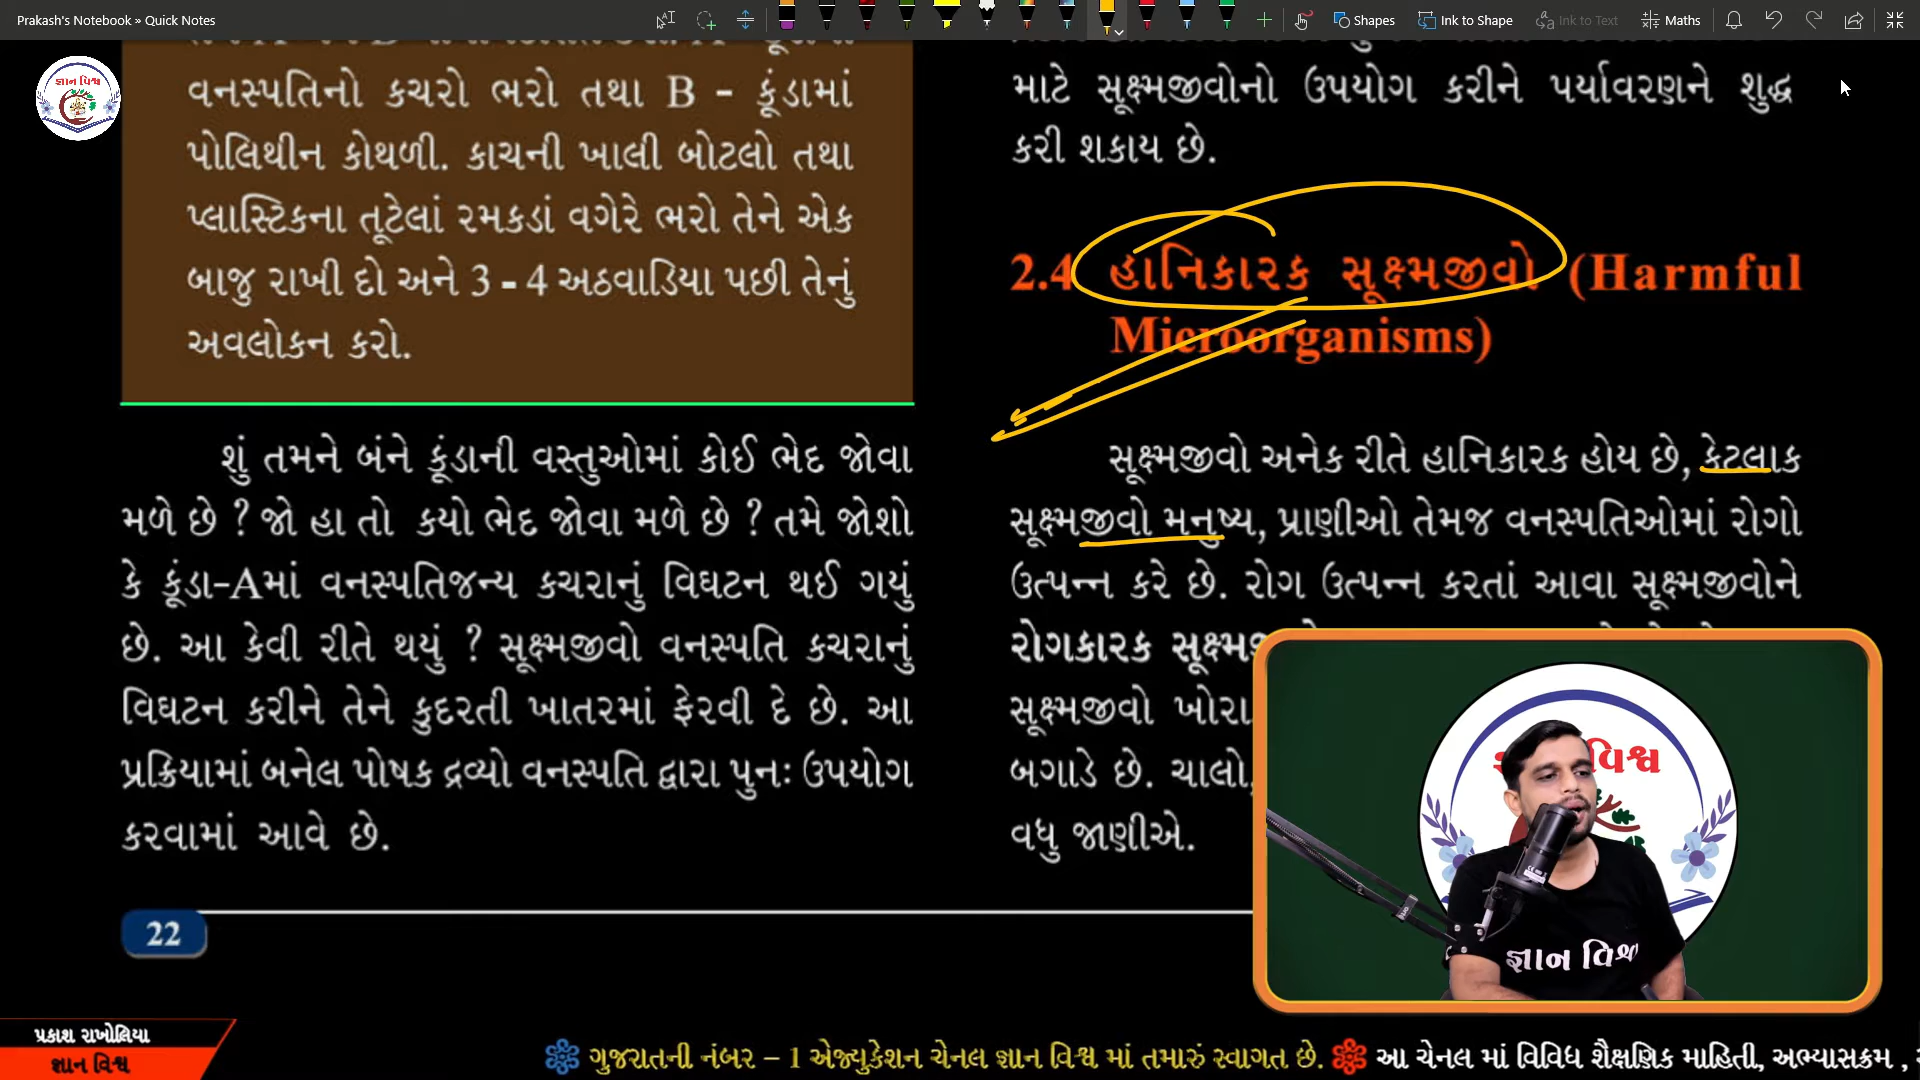 Prakash's Notebook » Quick Notes
Shapes
Ink to Shape
Ink to Text
Maths
જ્ઞાન વિશ્વ
વનસ્પતિનો કચરો ભરો તથા B - કૂંડામાં
પોલિથીન કોથળી. કાચની ખાલી બોટલો તથા
પ્લાસ્ટિકના તૂટેલાં રમકડાં વગેરે ભરો તેને એક
બાજુ રાખી દો અને 3 - 4 અઠવાડિયા પછી તેનું
અવલોકન કરો.
શું તમને બંને કૂંડાની વસ્તુઓમાં કોઈ ભેદ જોવા
મળે છે ? જો હા તો કયો ભેદ જોવા મળે છે ? તમે જોશો
કે કૂંડા-Aમાં વનસ્પતિજન્ય કચરાનું વિઘટન થઈ ગયું
છે. આ કેવી રીતે થયું ? સૂક્ષ્મજીવો વનસ્પતિ કચરાનું
વિઘટન કરીને તેને કુદરતી ખાતરમાં ફેરવી દે છે. આ
પ્રક્રિયામાં બનેલ પોષક દ્રવ્યો વનસ્પતિ દ્વારા પુનઃ ઉપયોગ
કરવામાં આવે છે.
22
માટે સૂક્ષ્મજીવોનો ઉપયોગ કરીને પર્યાવરણને શુદ્ધ
કરી શકાય છે.
2.4 હાનિકારક સૂક્ષ્મજીવો (Harmful
Microorganisms)
સૂક્ષ્મજીવો અનેક રીતે હાનિકારક હોય છે, કેટલાક
સૂક્ષ્મજીવો મનુષ્ય, પ્રાણીઓ તેમજ વનસ્પતિઓમાં રોગો
ઉત્પન્ન કરે છે. રોગ ઉત્પન્ન કરતાં આવા સૂક્ષ્મજીવોને
રોગકારક
સૂક્ષ્મજીવો
બગાડે છે. ચાલો,
વધુ જાણીએ.
જ્ઞાન વિશ્વ
પ્રકાશ રાખોલિયા
જ્ઞાન વિશ્વ
ગુજરાતની નંબર – 1 એજ્યુકેશન ચેનલ જ્ઞાન વિશ્વ માં તમારું સ્વાગત છે. આ ચેનલ માં વિવિધ શૈક્ષણિક માહિતી, અભ્યાસક્રમ ,